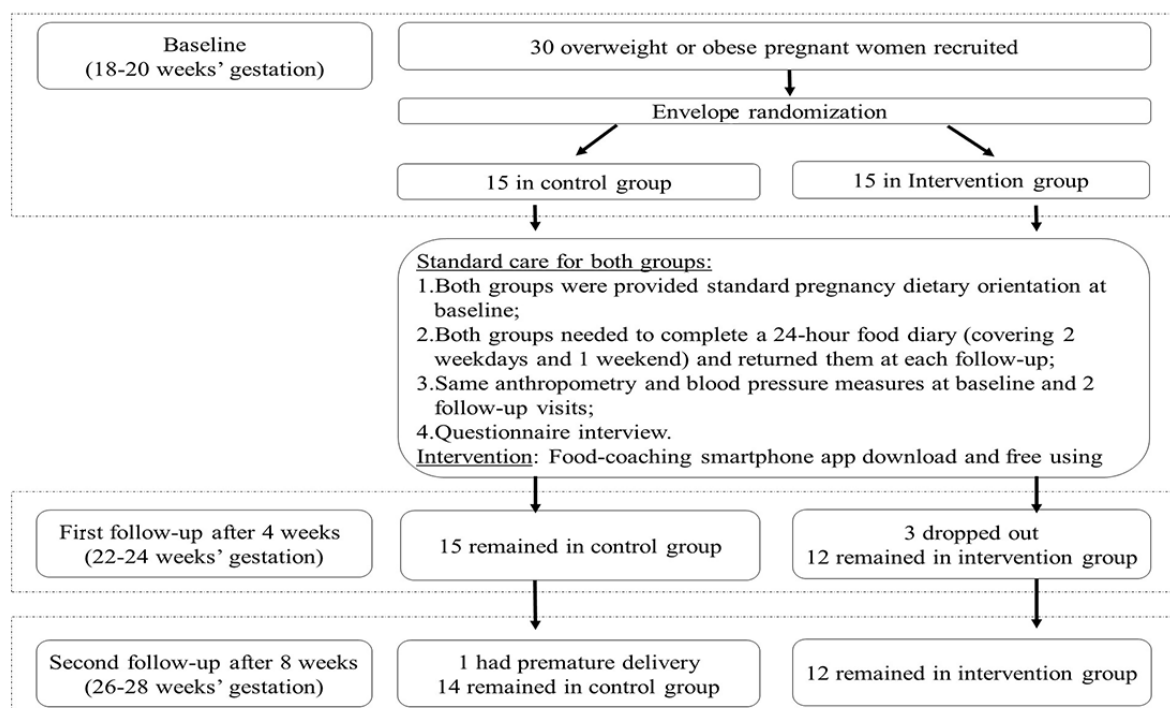 Baseline
(18-20 weeks’ gestation)
30 overweight or obese pregnant women recruited
Envelope randomization
15 in control group
15 in Intervention group
Standard care for both groups:
1.Both groups were provided standard pregnancy dietary orientation at
baseline;
2.Both groups needed to complete a 24-hour food diary (covering 2
weekdays and 1 weekend) and returned them at each follow-up;
3.Same anthropometry and blood pressure measures at baseline and 2
follow-up visits;
4.Questionnaire interview.
Intervention: Food-coaching smartphone app download and free using
First follow-up after 4 weeks
(22-24 weeks’ gestation)
15 remained in control group
3 dropped out
12 remained in intervention group
Second follow-up after 8 weeks
(26-28 weeks’ gestation)
1 had premature delivery
14 remained in control group
12 remained in intervention group